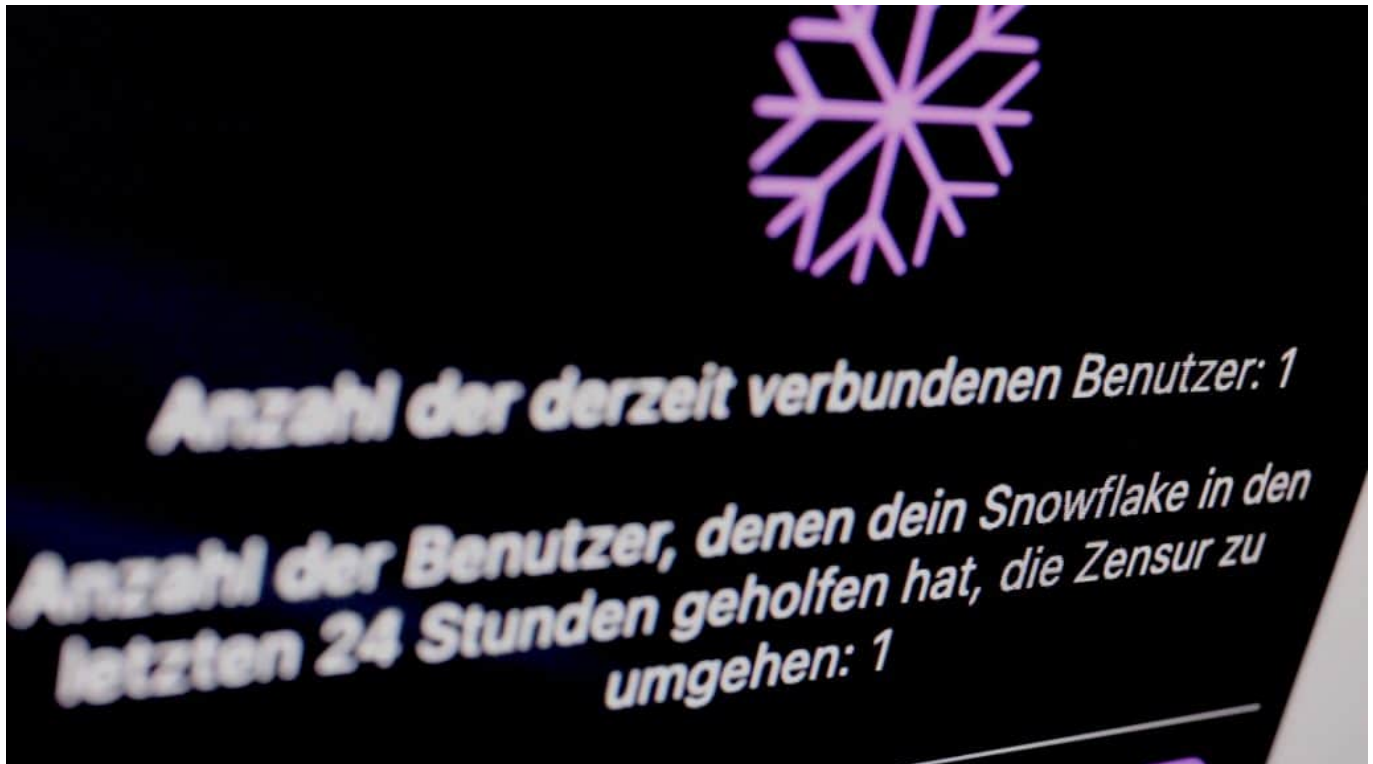 Anzahl der derzeit verbundenen Benutzer: 1
Anzahl der Benutzer, denen dein Snowflake in den
letzten 24 Stunden geholfen hat, die Zensur zu
umgehen: 1